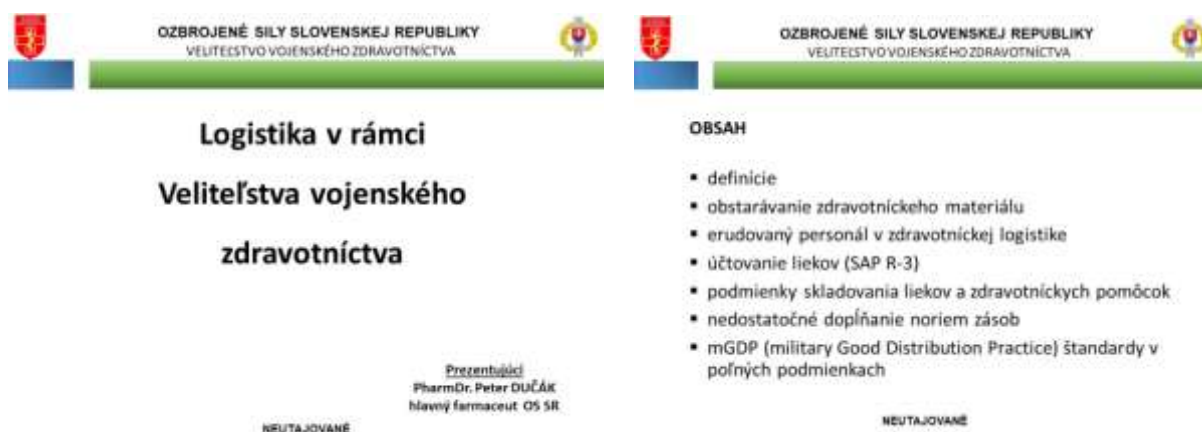 OZBROJENÉ SILY SLOVENSKEJ REPUBLIKY
VELITEĽSTVO VOJENSKÉHO ZDRAVOTNÍCTVA
Logistika v rámci
Veliteľstva vojenského
zdravotníctva
Prezentujúci
PharmDr. Peter DUČÁK
hlavný farmaceut OS SR
NEUTAJOVANÉ
OZBROJENÉ SILY SLOVENSKEJ REPUBLIKY
VELITEĽSTVO VOJENSKÉHO ZDRAVOTNÍCTVA
OBSAH
▪ definície
▪ obstarávanie zdravotníckeho materiálu
▪ erudovaný personál v zdravotníckej logistike
▪ účtovanie liekov (SAP R-3)
▪ podmienky skladovania liekov a zdravotníckych pomôcok
▪ nedostatočné dopĺňanie noriem zásob
▪ mGDP (military Good Distribution Practice) štandardy v
poľných podmienkach
NEUTAJOVANÉ